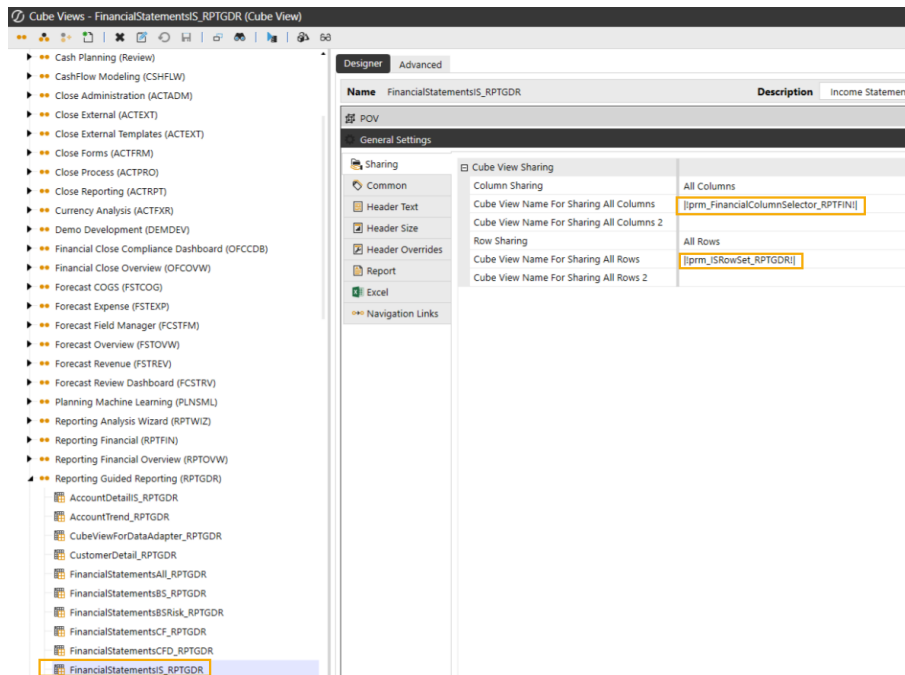 Cube Views - FinancialStatementsIS_RPTGDR (Cube View)
Cash Planning (Review)
CashFlow Modeling (CSHFLW)
Close Administration (ACTADM)
Close External (ACTEXT)
Close External Templates (ACTEXT)
Close Forms (ACTFRM)
Close Process (ACTPRO)
Close Reporting (ACTRPT)
Currency Analysis (ACTFXR)
Demo Development (DEMDEV)
Financial Close Compliance Dashboard (OFCCDB)
Financial Close Overview (OFCOVW)
Forecast COGS (FSTCOG)
Forecast Expense (FSTEXP)
Forecast Field Manager (FCSTFM)
Forecast Overview (FSTOVW)
Forecast Revenue (FSTREV)
Forecast Review Dashboard (FCSTRV)
Planning Machine Learning (PLNSML)
Reporting Analysis Wizard (RPTWIZ)
Reporting Financial (RPTFIN)
Reporting Financial Overview (RPTOVW)
Reporting Guided Reporting (RPTGDR)
AccountDetailIS_RPTGDR
AccountTrend_RPTGDR
CubeViewForDataAdapter_RPTGDR
CustomerDetail_RPTGDR
FinancialStatementsAll_RPTGDR
FinancialStatementsBS_RPTGDR
FinancialStatementsBSRisk_RPTGDR
FinancialStatementsCF_RPTGDR
FinancialStatementsCFD_RPTGDR
FinancialStatementsIS_RPTGDR
Designer Advanced
Name FinancialStatementsIS_RPTGDR Description Income Statemen
POV
General Settings
Sharing
Common
Header Text
Header Size
Header Overrides
Report
Excel
Navigation Links
Cube View Sharing
Column Sharing All Columns
Cube View Name For Sharing All Columns |!prm_FinancialColumnSelector_RPTFIN!|
Cube View Name For Sharing All Columns 2
Row Sharing All Rows
Cube View Name For Sharing All Rows |!prm_ISRowSet_RPTGDR!|
Cube View Name For Sharing All Rows 2